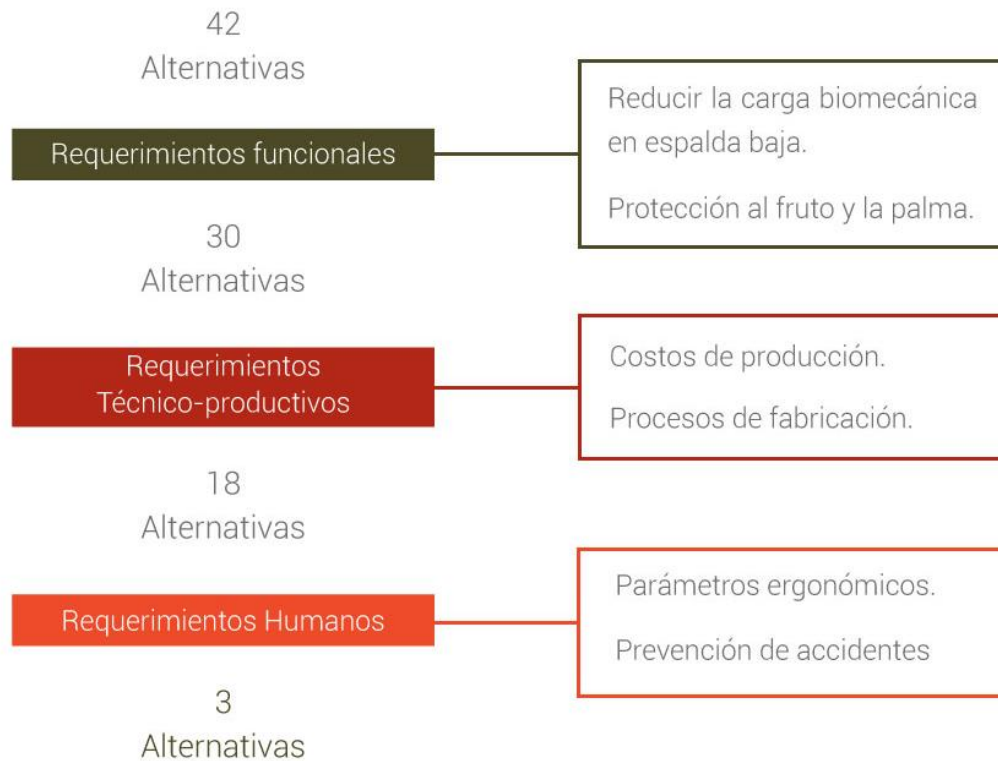 42
Alternativas
Requerimientos funcionales
Reducir la carga biomecánica
en espalda baja.
Protección al fruto y la palma.
30
Alternativas
Requerimientos
Técnico-productivos
Costos de producción.
Procesos de fabricación.
18
Alternativas
Requerimientos Humanos
Parámetros ergonómicos.
Prevención de accidentes
3
Alternativas